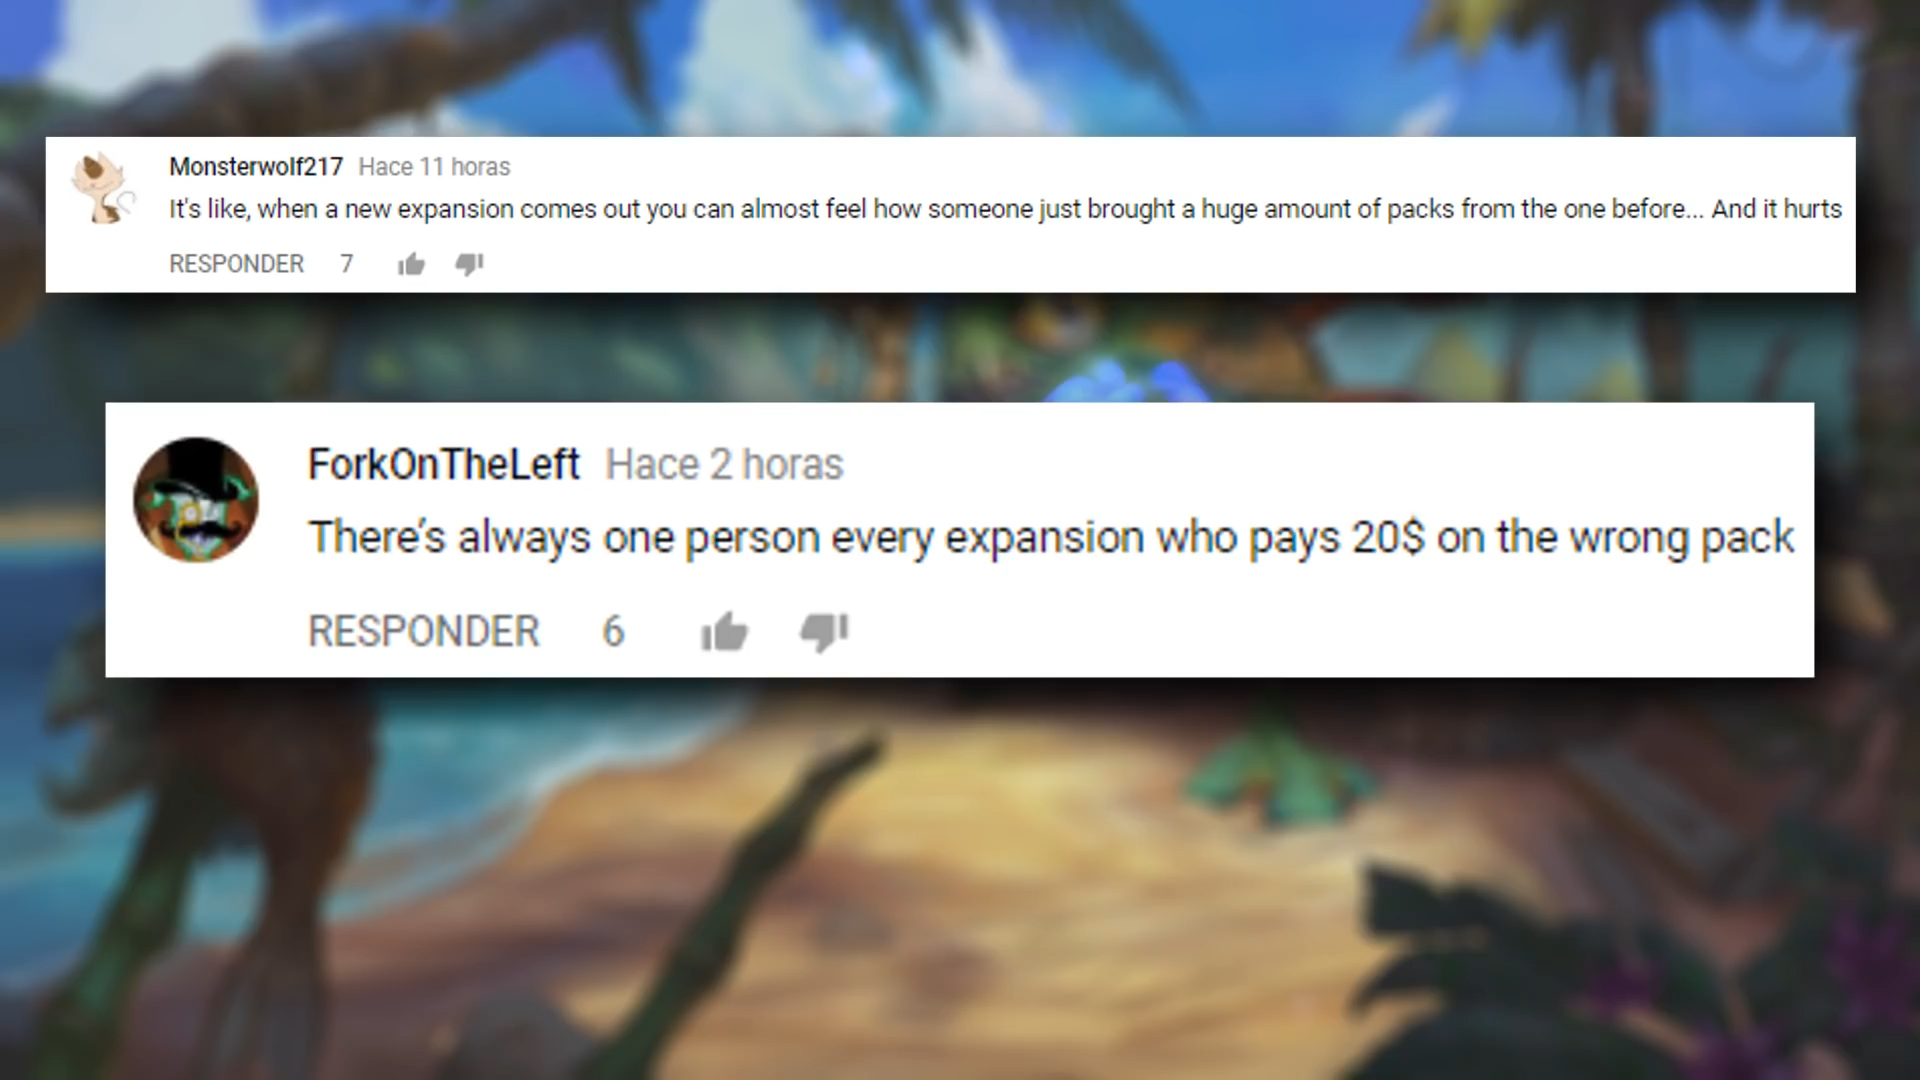 Monsterwolf217 Hace 11 horas
It's like, when a new expansion comes out you can almost feel how someone just brought a huge amount of packs from the one before... And it hurts
RESPONDER 7
ForkOnTheLeft Hace 2 horas
There’s always one person every expansion who pays 20$ on the wrong pack
RESPONDER 6